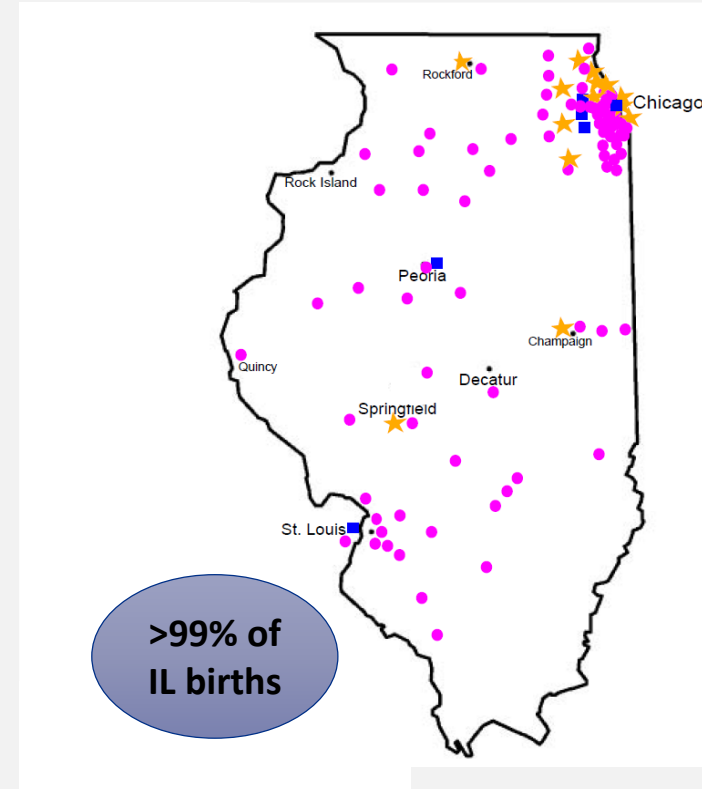 Rockford
Chicago
Rock Island
Peoria
Champaign
Quincy
Decatur
Springfield
St. Louis
>99% of
IL births